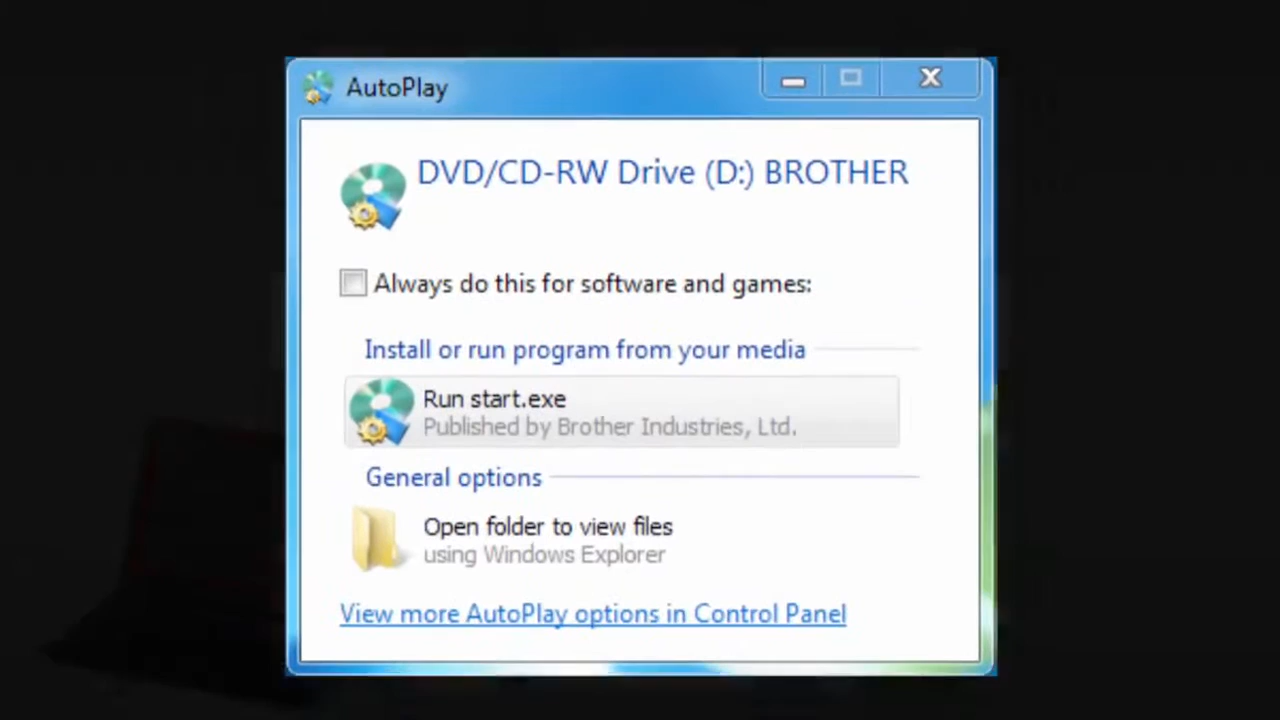 AutoPlay
DVD/CD-RW Drive (D:) BROTHER
Always do this for software and games:
Install or run program from your media
Run start.exe
Published by Brother Industries, Ltd.
General options
Open folder to view files
using Windows Explorer
View more AutoPlay options in Control Panel